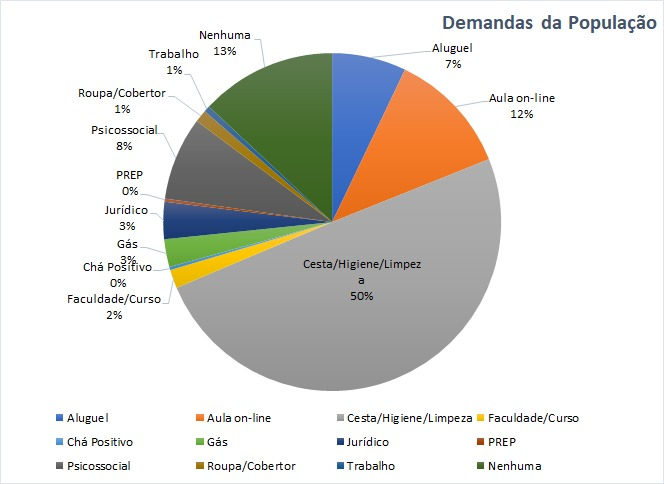 Demandas da População
Nenhuma
13%
Aluguel
7%
Trabalho
1%
Aula on-line
12%
Roupa/Cobertor
1%
Psicossocial
8%
PREP
0%
Jurídico
3%
Gás
3%
Chá Positivo
0%
Faculdade/Curso
2%
Cesta/Higiene/Limpez
a
50%
Aluguel Aula on-line Cesta/Higiene/Limpeza Faculdade/Curso
Chá Positivo Gás Jurídico PREP
Psicossocial Roupa/Cobertor Trabalho Nenhuma